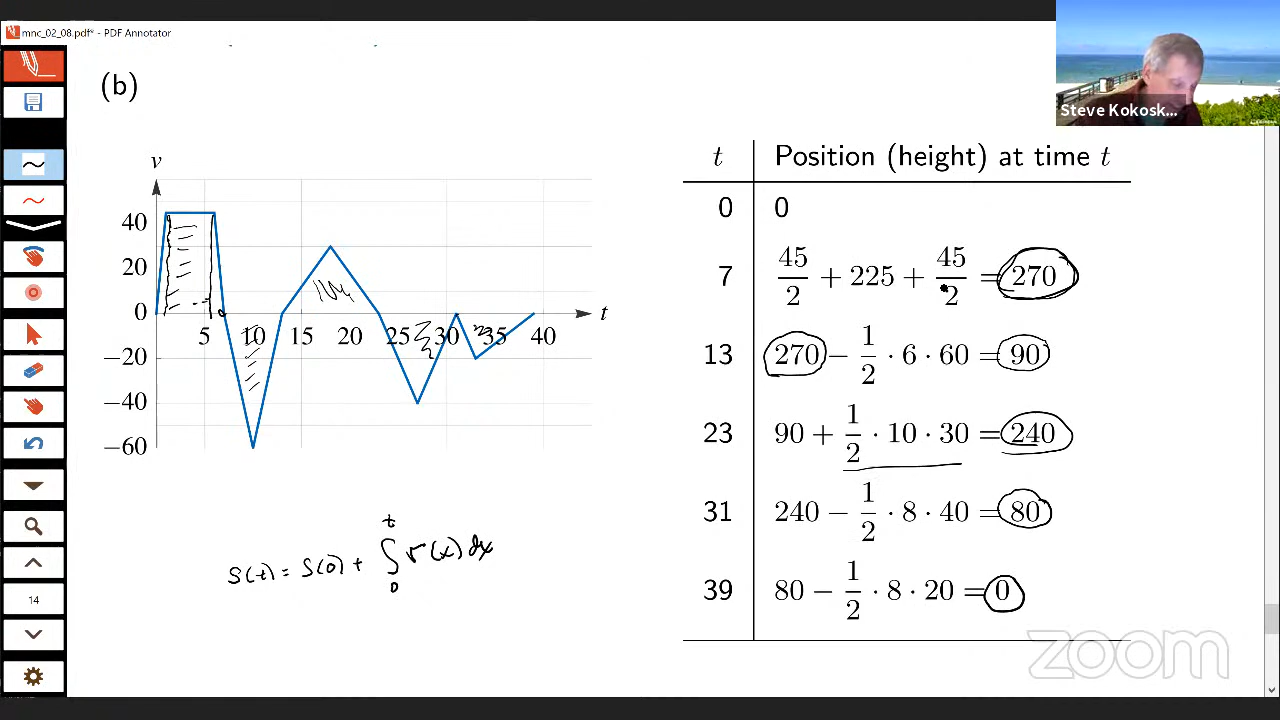 mnc_02_08.pdf* - PDF Annotator
Steve Kokosk...
(b)
v
40
20
0
−20
−40
−60
5 10 15 20 25 30 35 40 t
s(t) = s(0) + ∫₀ᵗ v(x) dx
t Position (height) at time t
0 0
7 45/2 + 225 + 45/2 = 270
13 270 − 1/2 · 6 · 60 = 90
23 90 + 1/2 · 10 · 30 = 240
31 240 − 1/2 · 8 · 40 = 80
39 80 − 1/2 · 8 · 20 = 0
14
zoom